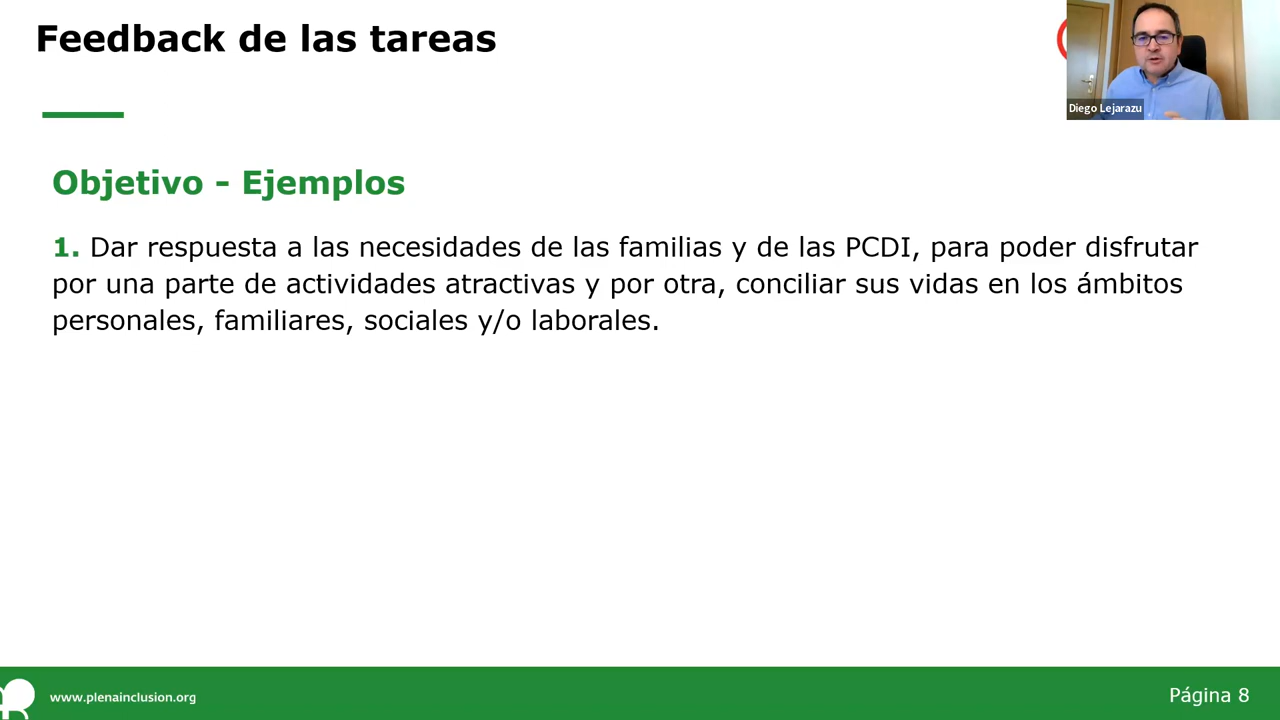 Feedback de las tareas
Diego Lejarazu
Objetivo - Ejemplos
1. Dar respuesta a las necesidades de las familias y de las PCDI, para poder disfrutar
por una parte de actividades atractivas y por otra, conciliar sus vidas en los ámbitos
personales, familiares, sociales y/o laborales.
www.plenainclusion.org
Página 8